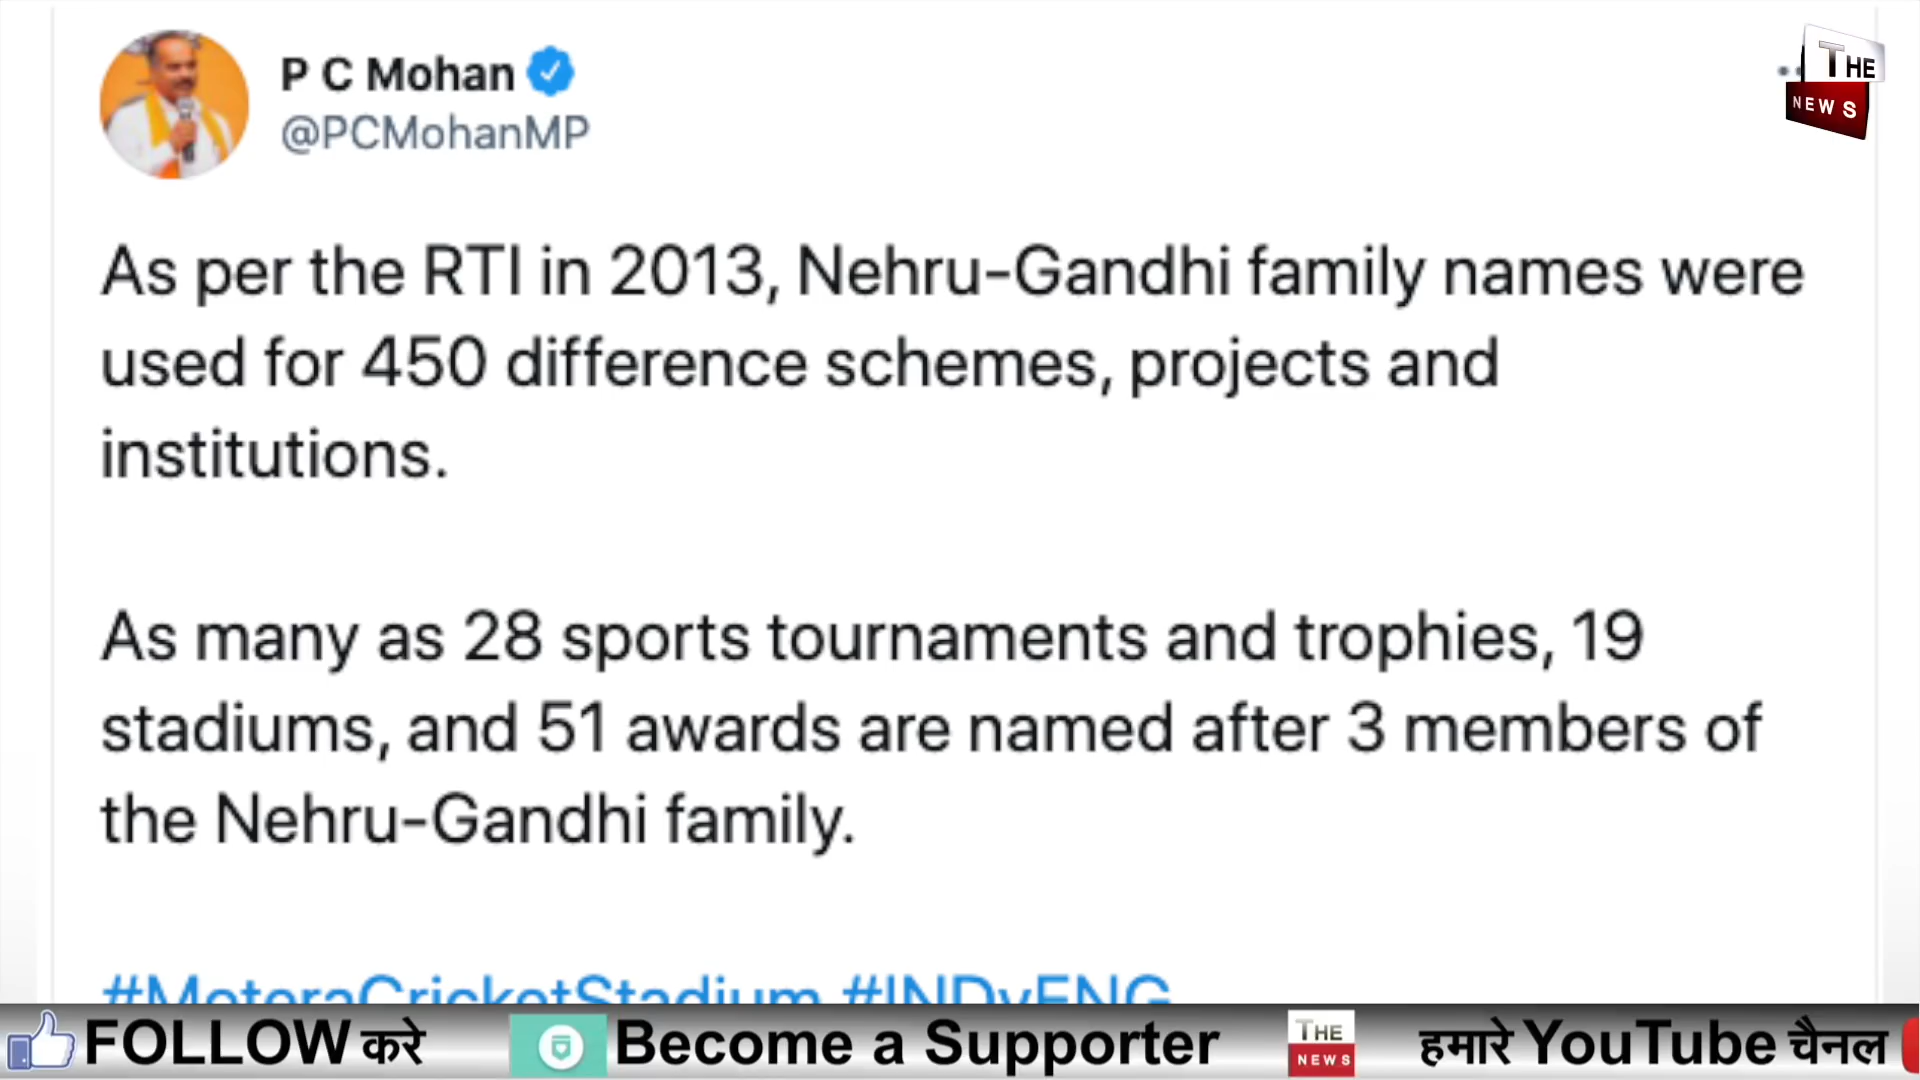 P C Mohan
@PCMohanMP
THE
NEWS
As per the RTI in 2013, Nehru-Gandhi family names were
used for 450 difference schemes, projects and
institutions.
As many as 28 sports tournaments and trophies, 19
stadiums, and 51 awards are named after 3 members of
the Nehru-Gandhi family.
#MoteraCricketStadium #INDvENG
FOLLOW करे Become a Supporter THE NEWS हमारे YouTube चैनल